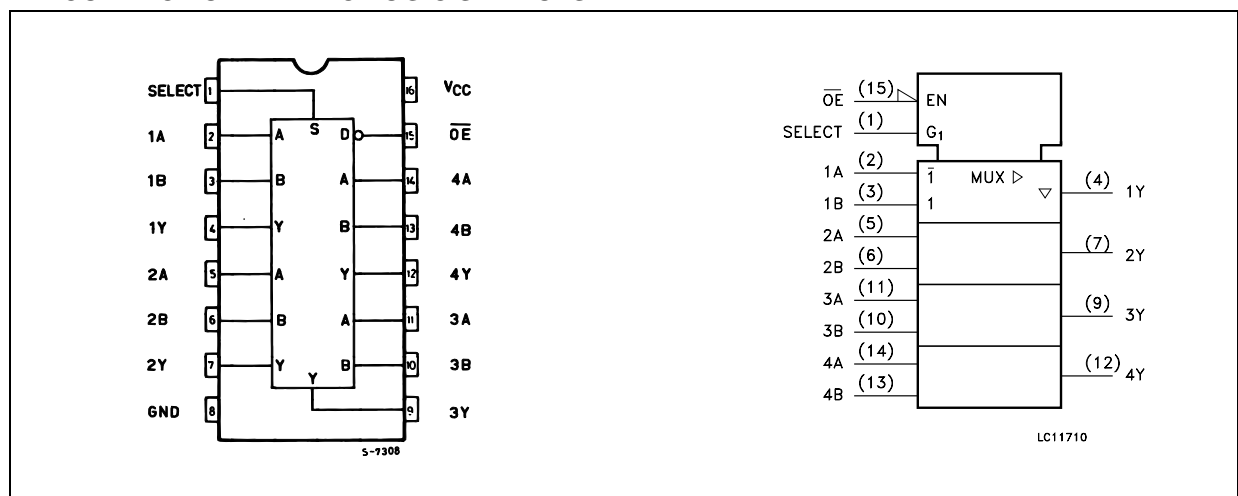 SELECT 1 16 VCC
1A 2 A S D 15 O̅E̅
1B 3 B A 14 4A
1Y 4 Y B 13 4B
2A 5 A Y 12 4Y
2B 6 B A 11 3A
2Y 7 Y B 10 3B
GND 8 Y 9 3Y
S-7308
O̅E̅ (15) EN
SELECT (1) G1
1A (2) 1̅ MUX ▷
1B (3) 1 ▽ (4) 1Y
2A (5)
2B (6) (7) 2Y
3A (11)
3B (10) (9) 3Y
4A (14)
4B (13) (12) 4Y
LC11710